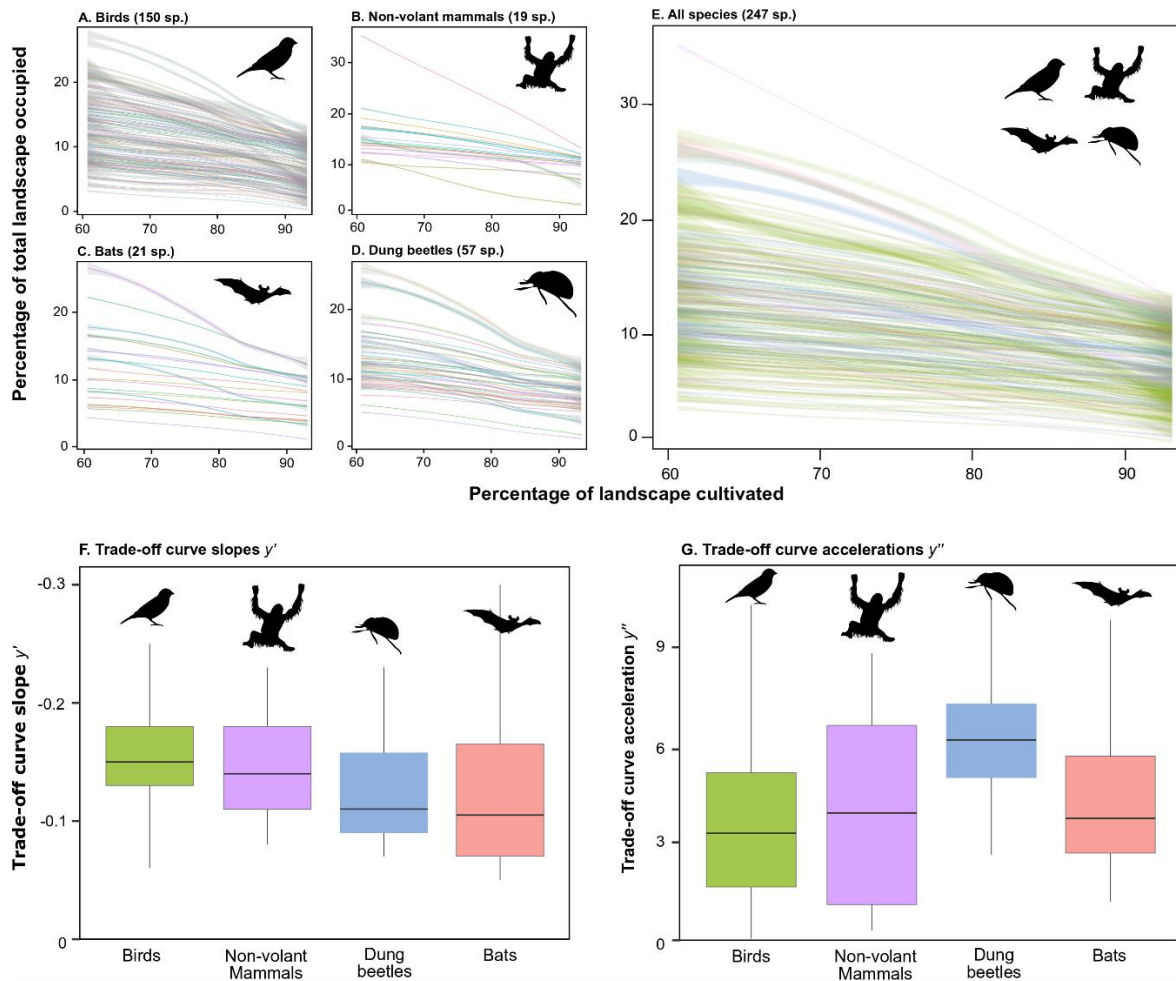 A. Birds (150 sp.)
B. Non-volant mammals (19 sp.)
E. All species (247 sp.)
Percentage of total landscape occupied
20
10
0
60
70
80
90
30
20
10
0
60
70
80
90
C. Bats (21 sp.)
D. Dung beetles (57 sp.)
20
10
0
60
70
80
90
20
10
0
60
70
80
90
30
20
10
0
60
70
80
90
Percentage of landscape cultivated
F. Trade-off curve slopes y'
Trade-off curve slope y'
-0.3
-0.2
-0.1
0
Birds
Non-volant
Mammals
Dung
beetles
Bats
G. Trade-off curve accelerations y''
Trade-off curve acceleration y''
9
6
3
0
Birds
Non-volant
Mammals
Dung
beetles
Bats